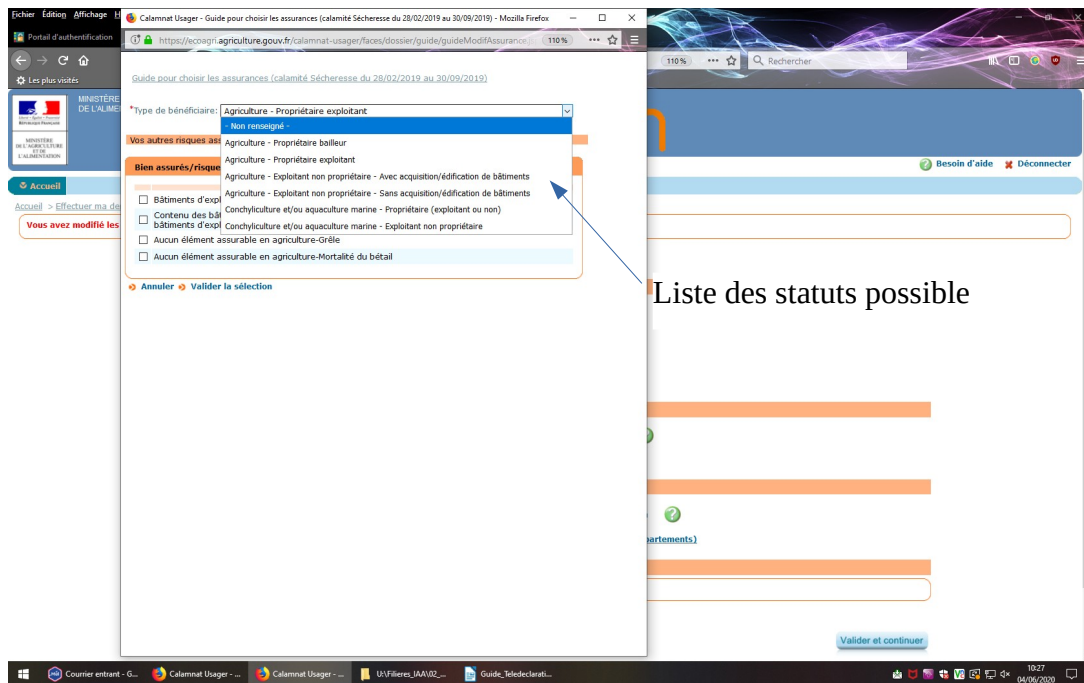 Fichier Édition Affichage H
Calamnat Usager - Guide pour choisir les assurances (calamité Sécheresse du 28/02/2019 au 30/09/2019) - Mozilla Firefox
Portail d'authentification
https://ecoagri.agriculture.gouv.fr/calamnat-usager/faces/dossier/guide/guideModifAssurance
110 %
110 %
Rechercher
Les plus visités
Guide pour choisir les assurances (calamité Sécheresse du 28/02/2019 au 30/09/2019)
MINISTÈRE
DE L'ALIME
MINISTÈRE
DE L'AGRICULTURE
ET DE
L'ALIMENTATION
*Type de bénéficiaire: Agriculture - Propriétaire exploitant
- Non renseigné -
Agriculture - Propriétaire bailleur
Agriculture - Propriétaire exploitant
Agriculture - Exploitant non propriétaire - Avec acquisition/édification de bâtiments
Agriculture - Exploitant non propriétaire - Sans acquisition/édification de bâtiments
Conchyliculture et/ou aquaculture marine - Propriétaire (exploitant ou non)
Conchyliculture et/ou aquaculture marine - Exploitant non propriétaire
Vos autres risques ass
Bien assurés/risque
Bâtiments d'expl
Contenu des bât
bâtiments d'expl
Aucun élément assurable en agriculture-Grêle
Aucun élément assurable en agriculture-Mortalité du bétail
Annuler Valider la sélection
Besoin d'aide Déconnecter
Accueil
Accueil > Effectuer ma de
Vous avez modifié les
Liste des statuts possible
partements)
Valider et continuer
Courrier entrant - G...
Calamnat Usager - ...
Calamnat Usager - ...
U:\Filieres_IAA\02_...
Guide_Teledeclarati...
10:27
04/06/2020